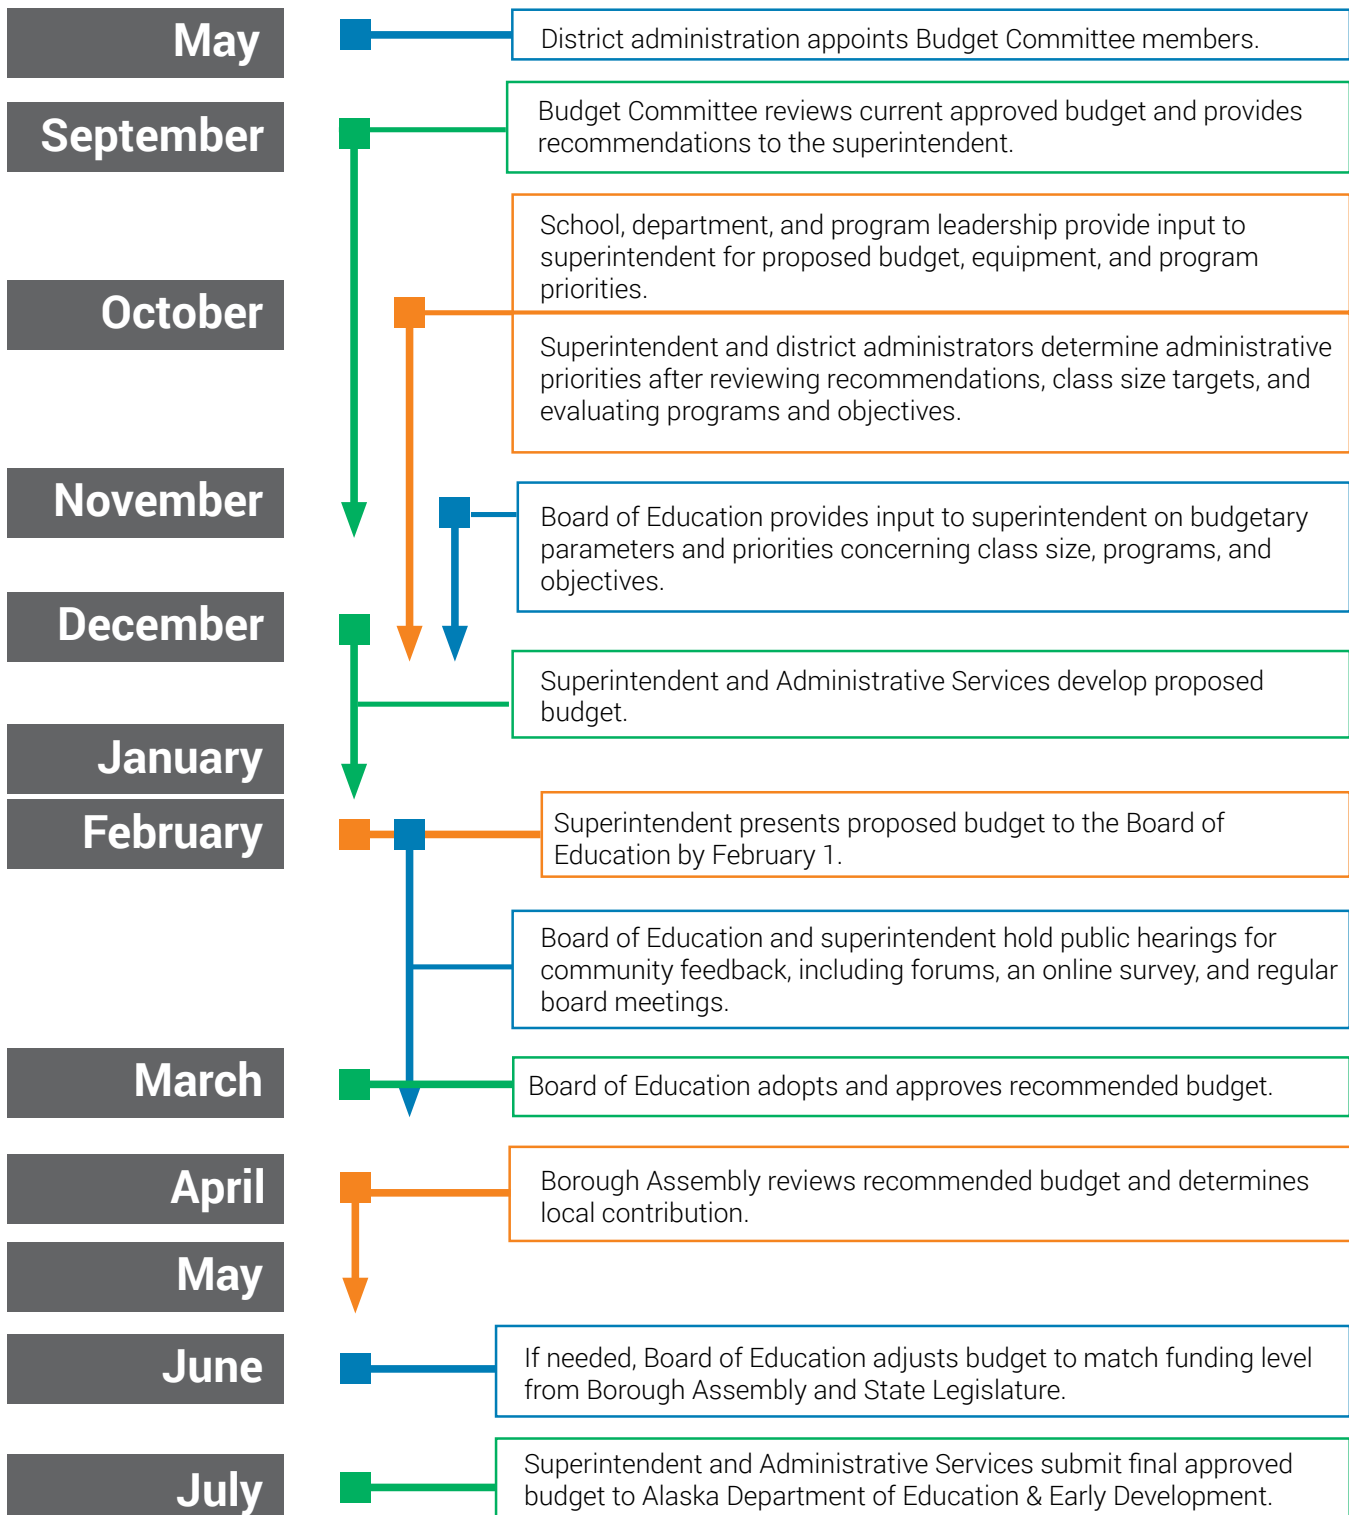 May
District administration appoints Budget Committee members.
September
Budget Committee reviews current approved budget and provides
recommendations to the superintendent.
School, department, and program leadership provide input to
superintendent for proposed budget, equipment, and program
priorities.
October
Superintendent and district administrators determine administrative
priorities after reviewing recommendations, class size targets, and
evaluating programs and objectives.
November
Board of Education provides input to superintendent on budgetary
parameters and priorities concerning class size, programs, and
objectives.
December
Superintendent and Administrative Services develop proposed
budget.
January
February
Superintendent presents proposed budget to the Board of
Education by February 1.
Board of Education and superintendent hold public hearings for
community feedback, including forums, an online survey, and regular
board meetings.
March
Board of Education adopts and approves recommended budget.
April
Borough Assembly reviews recommended budget and determines
local contribution.
May
June
If needed, Board of Education adjusts budget to match funding level
from Borough Assembly and State Legislature.
July
Superintendent and Administrative Services submit final approved
budget to Alaska Department of Education & Early Development.